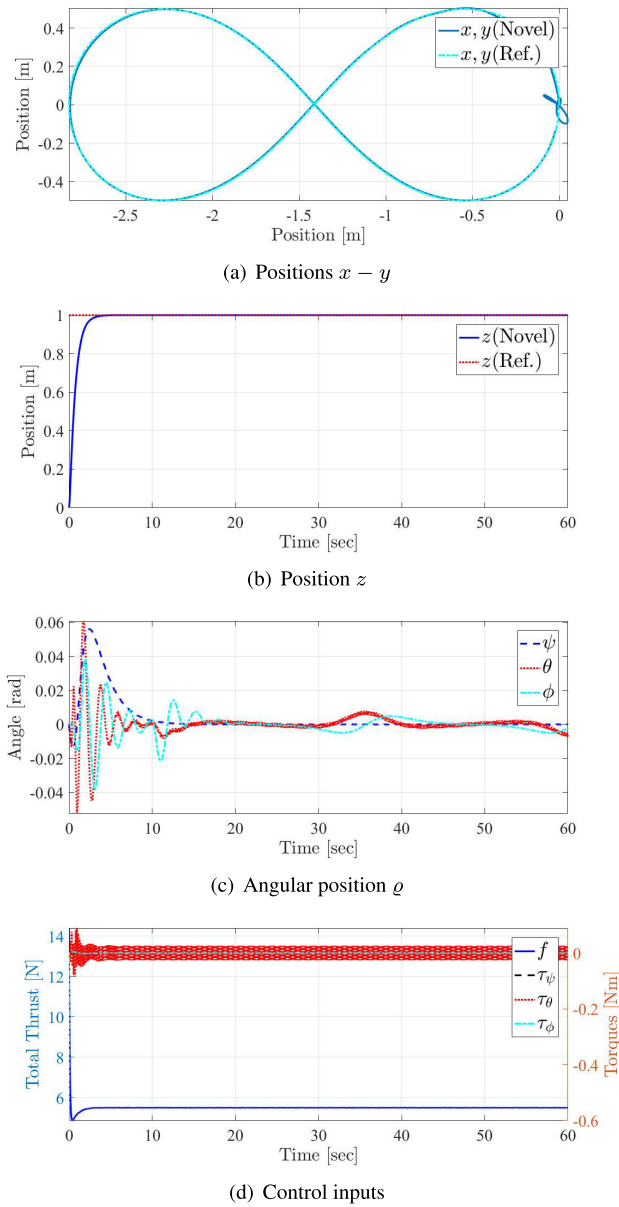 0.4
0.2
0
-0.2
-0.4
Position [m]
x, y(Novel)
x, y(Ref.)
-2.5 -2 -1.5 -1 -0.5 0
Position [m]
(a) Positions x − y
1
0.8
0.6
0.4
0.2
0
Position [m]
z(Novel)
z(Ref.)
0 10 20 30 40 50 60
Time [sec]
(b) Position z
0.06
0.04
0.02
0
-0.02
-0.04
Angle [rad]
ψ
θ
ϕ
0 10 20 30 40 50 60
Time [sec]
(c) Angular position ϱ
14
12
10
8
6
Total Thrust [N]
f
τψ
τθ
τϕ
0
-0.2
-0.4
-0.6
Torques [Nm]
0 10 20 30 40 50 60
Time [sec]
(d) Control inputs